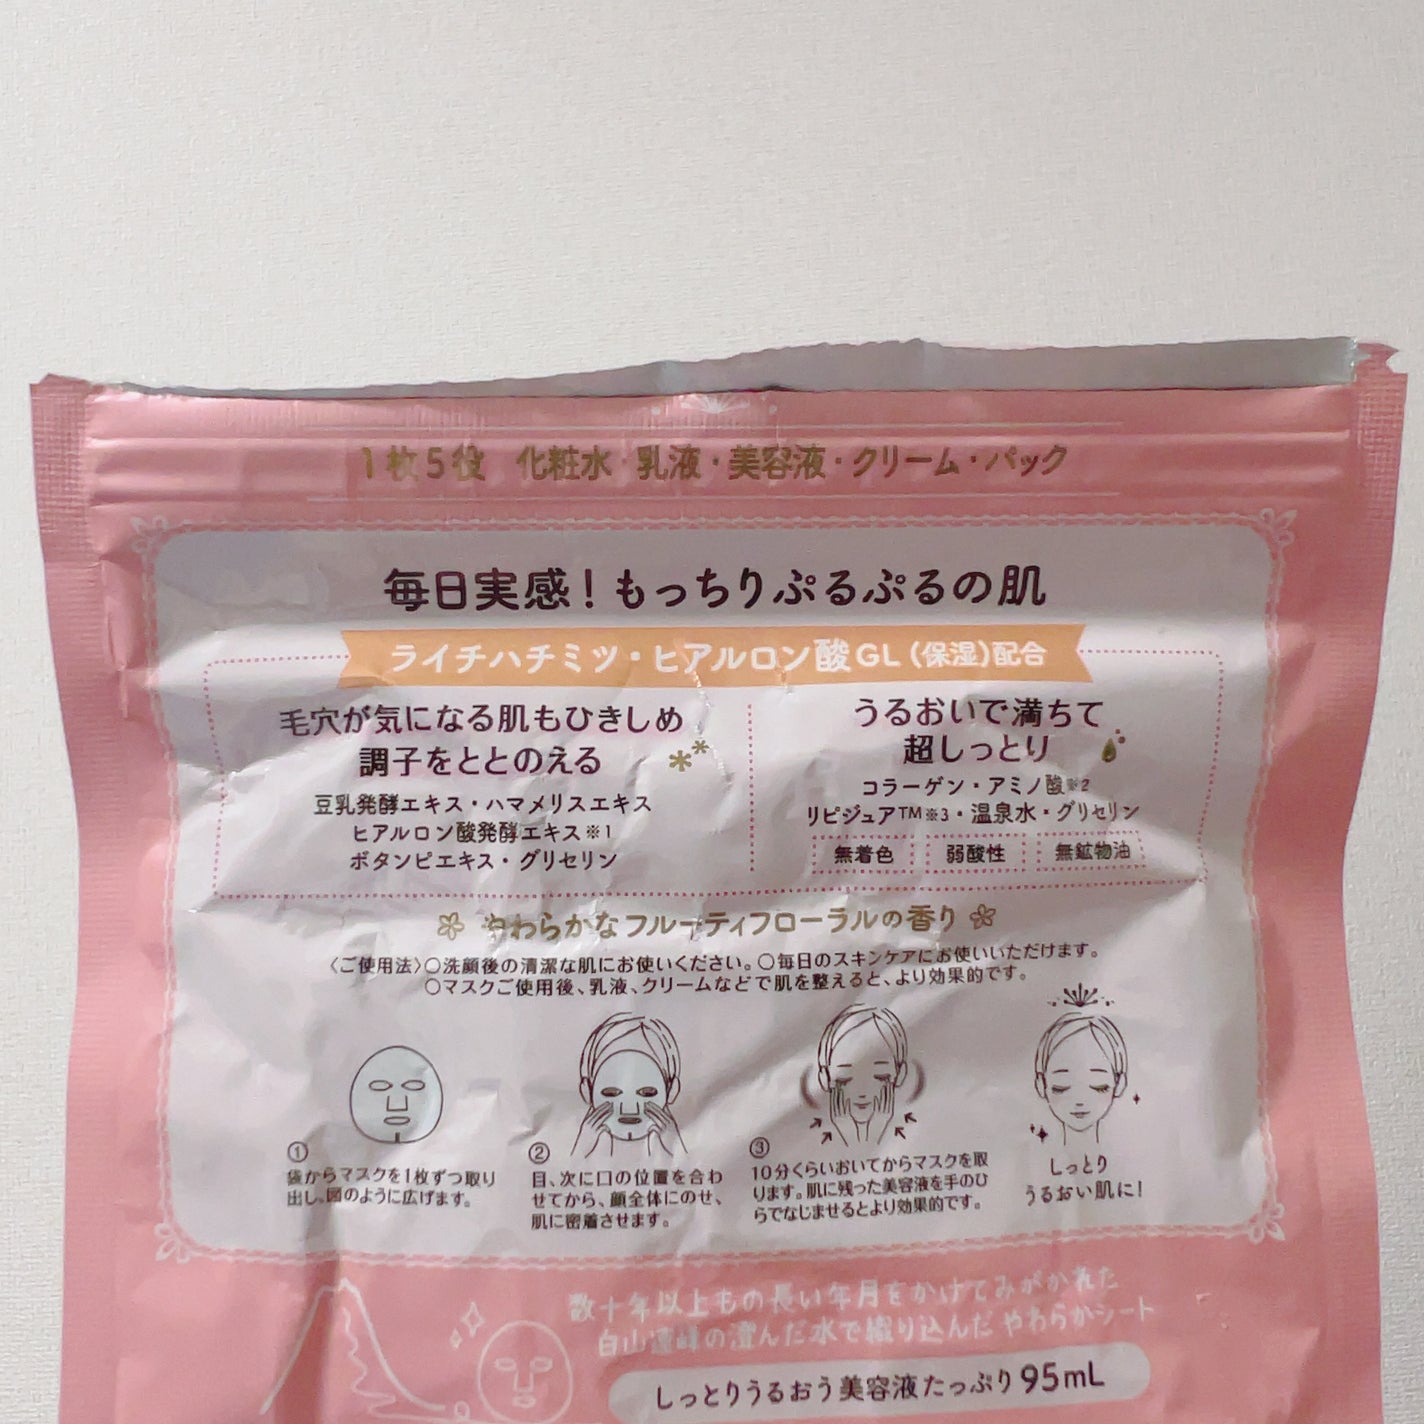 1枚5役 化粧水・乳液・美容液・クリーム・パック
毎日実感!もっちりぷるぷるの肌
ライチハチミツ・ヒアルロン酸GL(保湿)配合
毛穴が気になる肌もひきしめ
調子をととのえる
豆乳発酵エキス・ハマメリスエキス
ヒアルロン酸発酵エキス※1
ボタンピエキス・グリセリン
うるおいで満ちて
超しっとり
コラーゲン・アミノ酸※2
リピジュア™※3・温泉水・グリセリン
無着色 弱酸性 無鉱物油
やわらかなフルーティフローラルの香り
〈ご使用法〉○洗顔後の清潔な肌にお使いください。○毎日のスキンケアにお使いいただけます。
○マスクご使用後、乳液、クリームなどで肌を整えると、より効果的です。
①
袋からマスクを1枚ずつ取り
出し、図のように広げます。
②
目、次に口の位置を合わ
せてから、顔全体にのせ、
肌に密着させます。
③
10分くらいおいてからマスクを取
ります。肌に残った美容液を手のひ
らでなじませるとより効果的です。
しっとり
うるおい肌に!
数十年以上もの長い年月をかけてみがかれた
白山連峰の澄んだ水で織り込んだやわらかシート
しっとりうるおう美容液たっぷり95mL